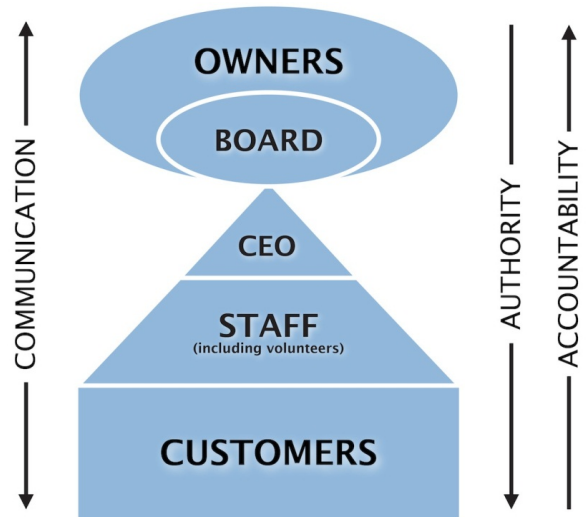 OWNERS
BOARD
CEO
STAFF
(including volunteers)
CUSTOMERS
COMMUNICATION
AUTHORITY
ACCOUNTABILITY